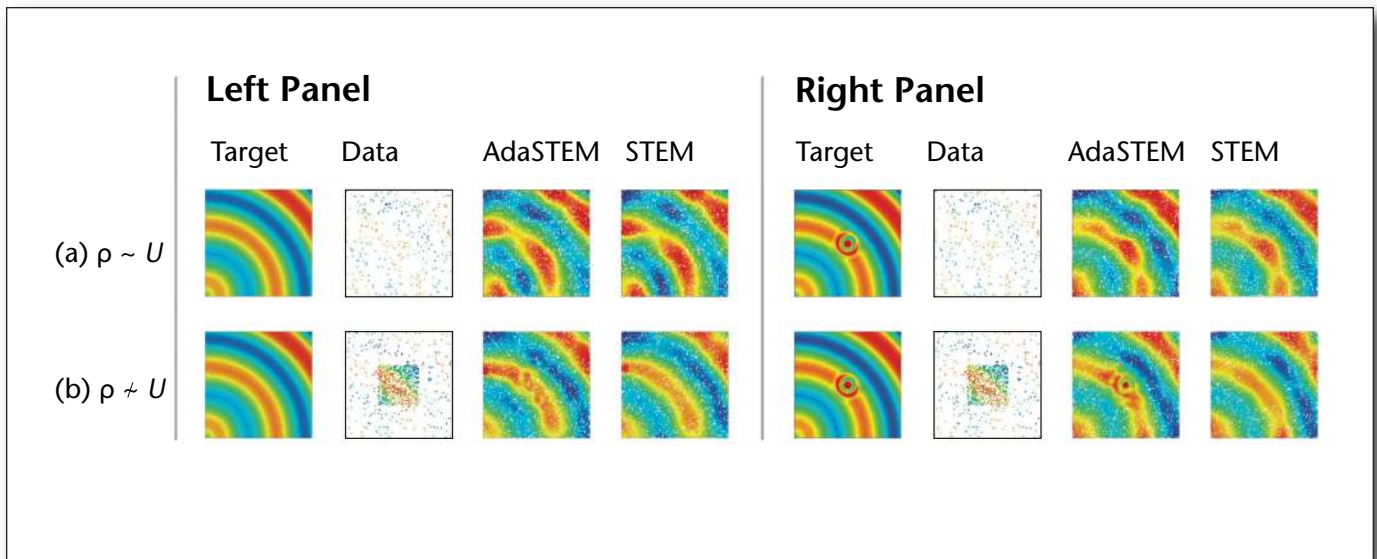 Left Panel Right Panel
Target Data AdaSTEM STEM Target Data AdaSTEM STEM
(a) ρ ~ U
(b) ρ ≁ U